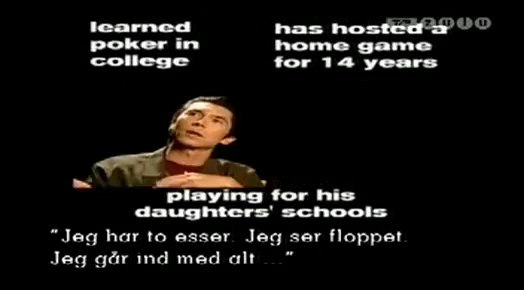 learned
poker in
college
has hosted a
home game
for 14 years
playing for his
daughters' schools
"Jeg har to esser. Jeg ser floppet.
Jeg går ind med alt ..."